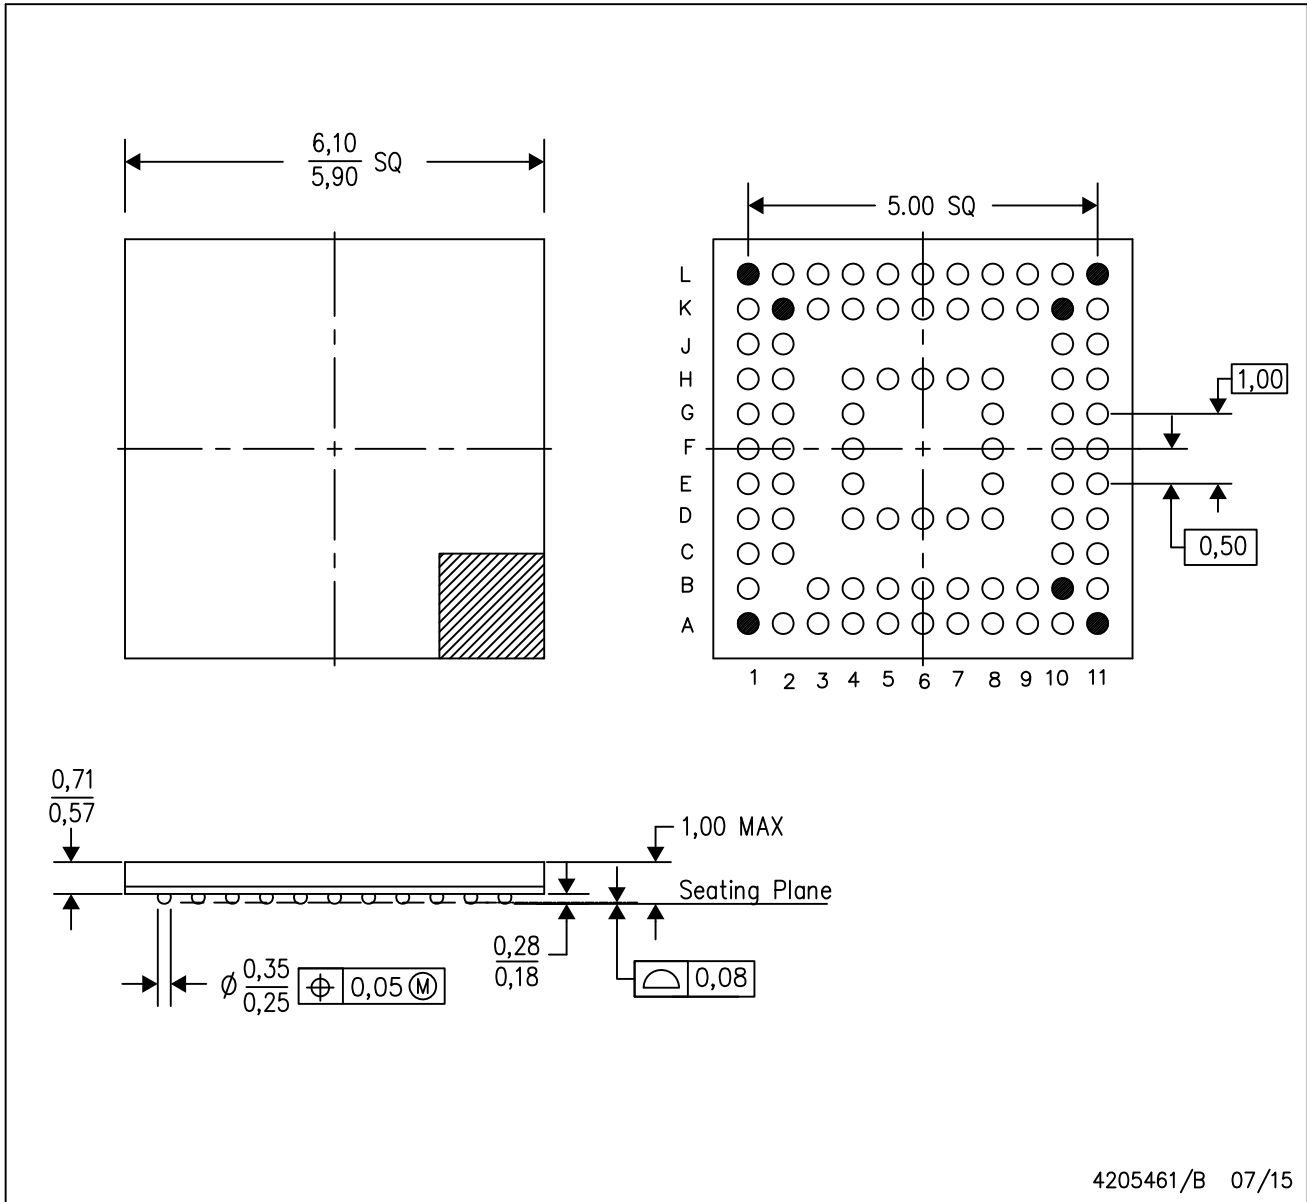 6,10
5,90 SQ
5.00 SQ
L
K
J
H
G
F
E
D
C
B
A
1 2 3 4 5 6 7 8 9 10 11
1,00
0,50
0,71
0,57
1,00 MAX
Seating Plane
0,28
0,18
0,08
Ø 0,35
0,25
⌖ 0,05 Ⓜ
4205461/B 07/15